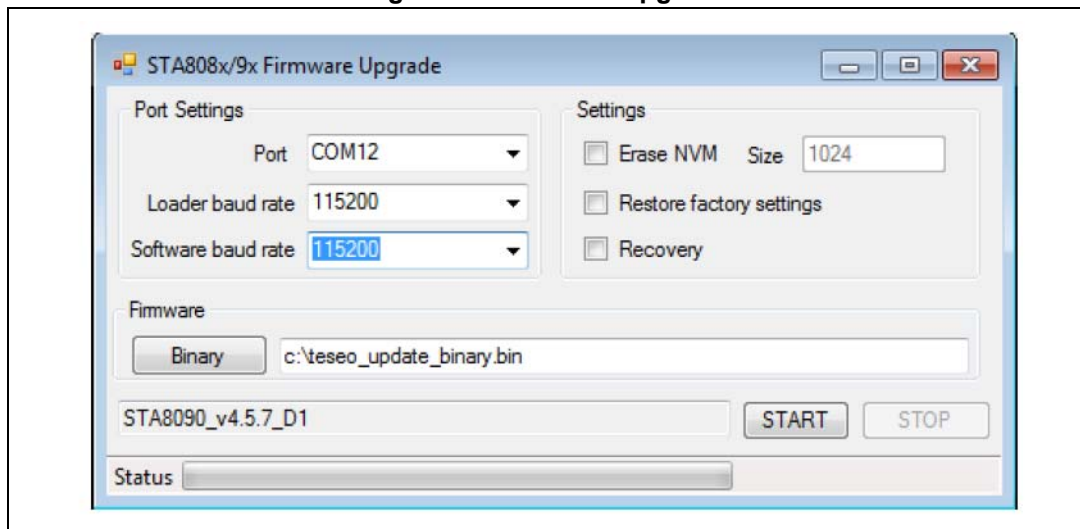 STA808x/9x Firmware Upgrade
Port Settings
Port COM12
Loader baud rate 115200
Software baud rate 115200
Settings
Erase NVM Size 1024
Restore factory settings
Recovery
Firmware
Binary c:\teseo_update_binary.bin
STA8090_v4.5.7_D1 START STOP
Status